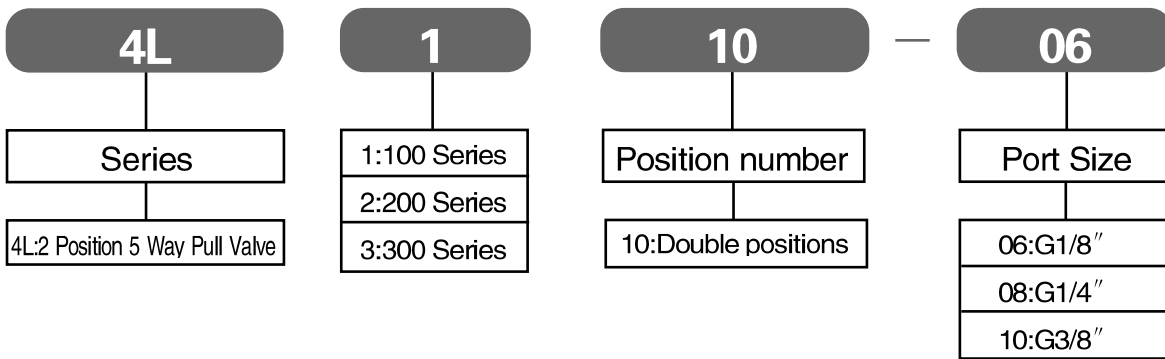 4L 1 10 — 06
Series
4L:2 Position 5 Way Pull Valve
1:100 Series
2:200 Series
3:300 Series
Position number
10:Double positions
Port Size
06:G1/8″
08:G1/4″
10:G3/8″